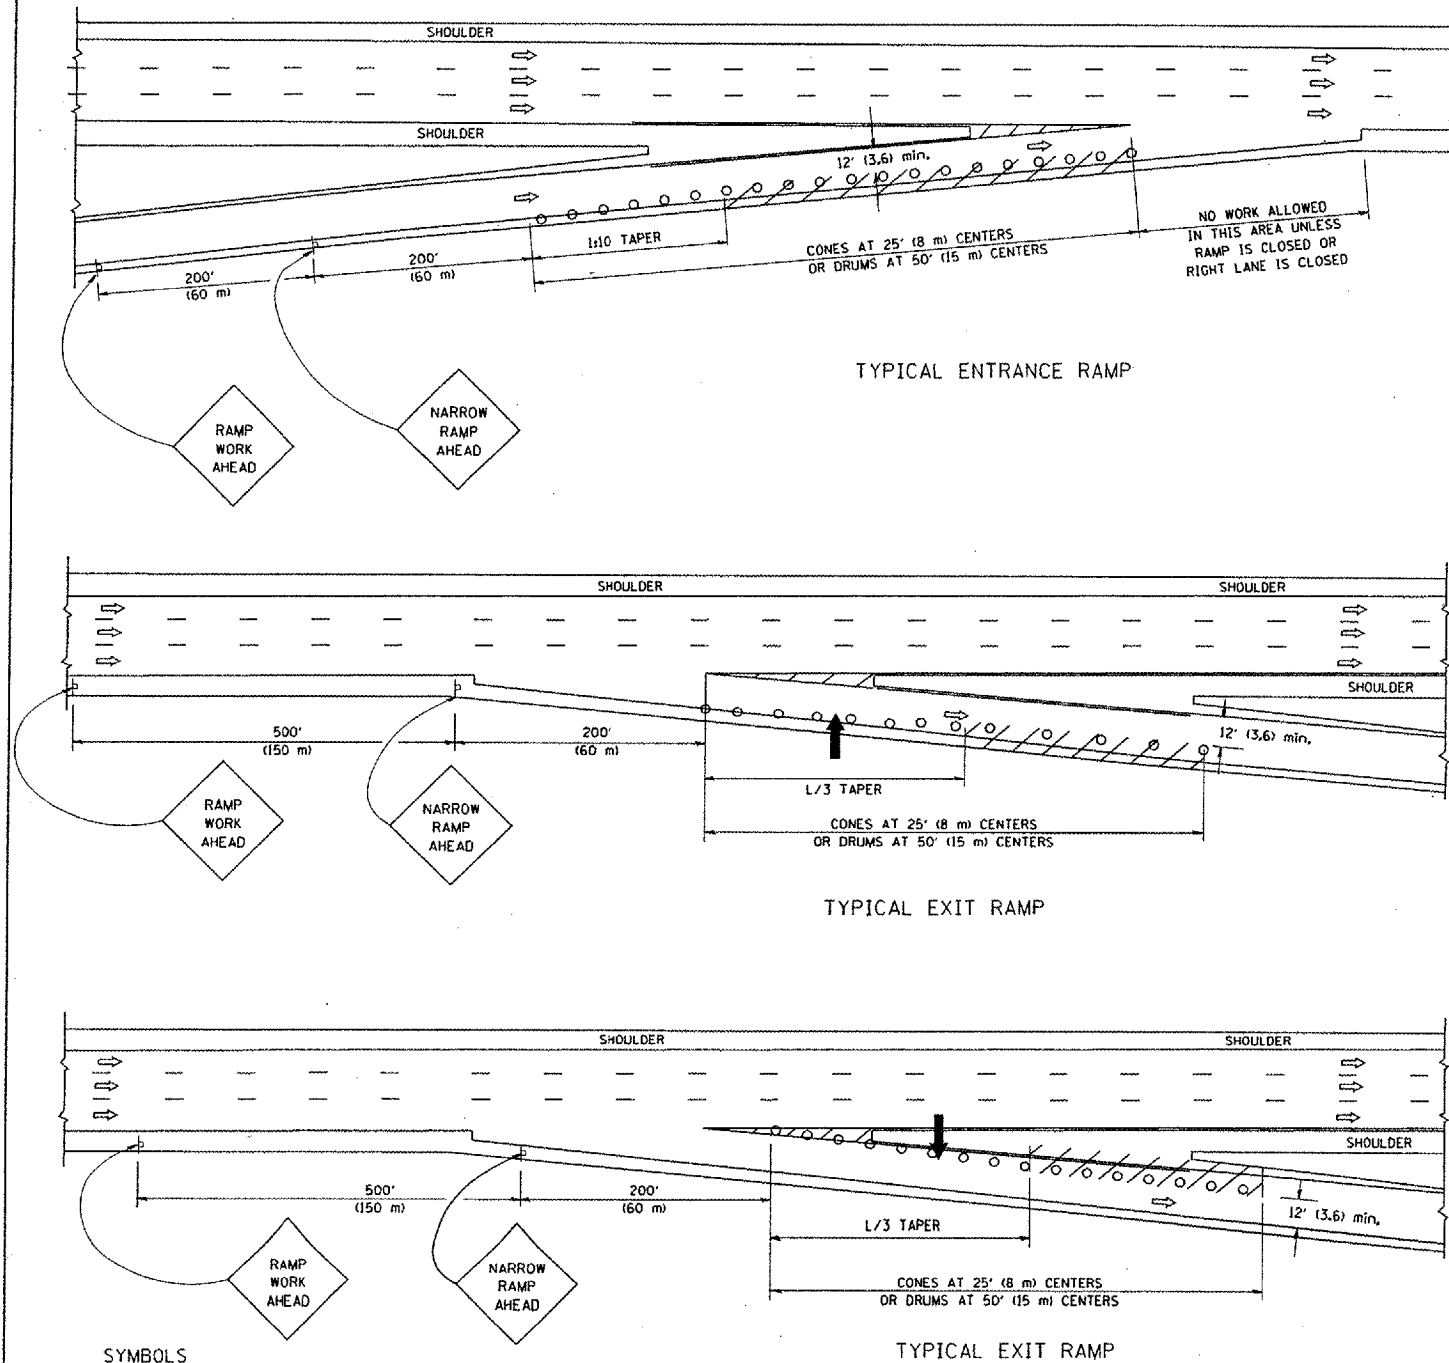 SHOULDER
SHOULDER
12' (3.6) min.
1:10 TAPER
200'
(60 m)
200'
(60 m)
CONES AT 25' (8 m) CENTERS
OR DRUMS AT 50' (15 m) CENTERS
NO WORK ALLOWED
IN THIS AREA UNLESS
RAMP IS CLOSED OR
RIGHT LANE IS CLOSED
TYPICAL ENTRANCE RAMP
RAMP
WORK
AHEAD
NARROW
RAMP
AHEAD
SHOULDER
SHOULDER
SHOULDER
500'
(150 m)
200'
(60 m)
12' (3.6) min.
L/3 TAPER
CONES AT 25' (8 m) CENTERS
OR DRUMS AT 50' (15 m) CENTERS
RAMP
WORK
AHEAD
NARROW
RAMP
AHEAD
TYPICAL EXIT RAMP
SHOULDER
SHOULDER
SHOULDER
500'
(150 m)
200'
(60 m)
12' (3.6) min.
L/3 TAPER
CONES AT 25' (8 m) CENTERS
OR DRUMS AT 50' (15 m) CENTERS
RAMP
WORK
AHEAD
NARROW
RAMP
AHEAD
TYPICAL EXIT RAMP
SYMBOLS